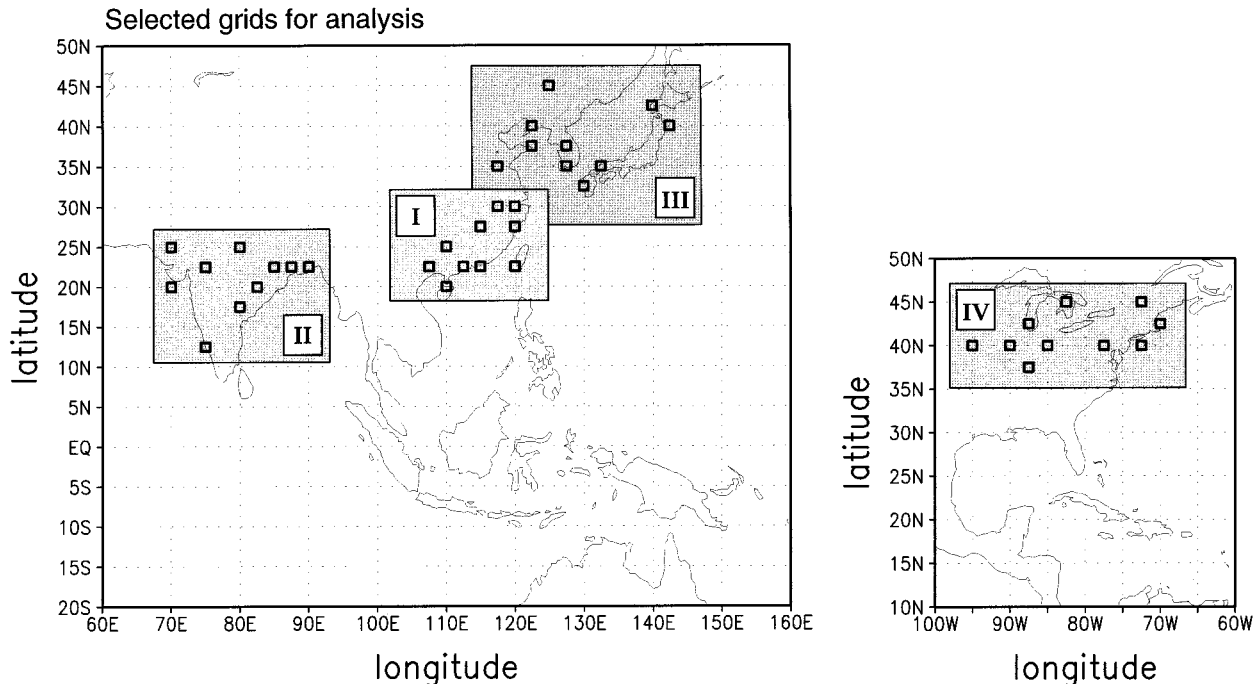 Selected grids for analysis
50N
45N
40N
35N
30N
25N
20N
15N
10N
5N
EQ
5S
10S
15S
20S
60E 70E 80E 90E 100E 110E 120E 130E 140E 150E 160E
latitude
longitude
I
II
III
50N
45N
40N
35N
30N
25N
20N
15N
10N
100W 90W 80W 70W 60W
latitude
longitude
IV